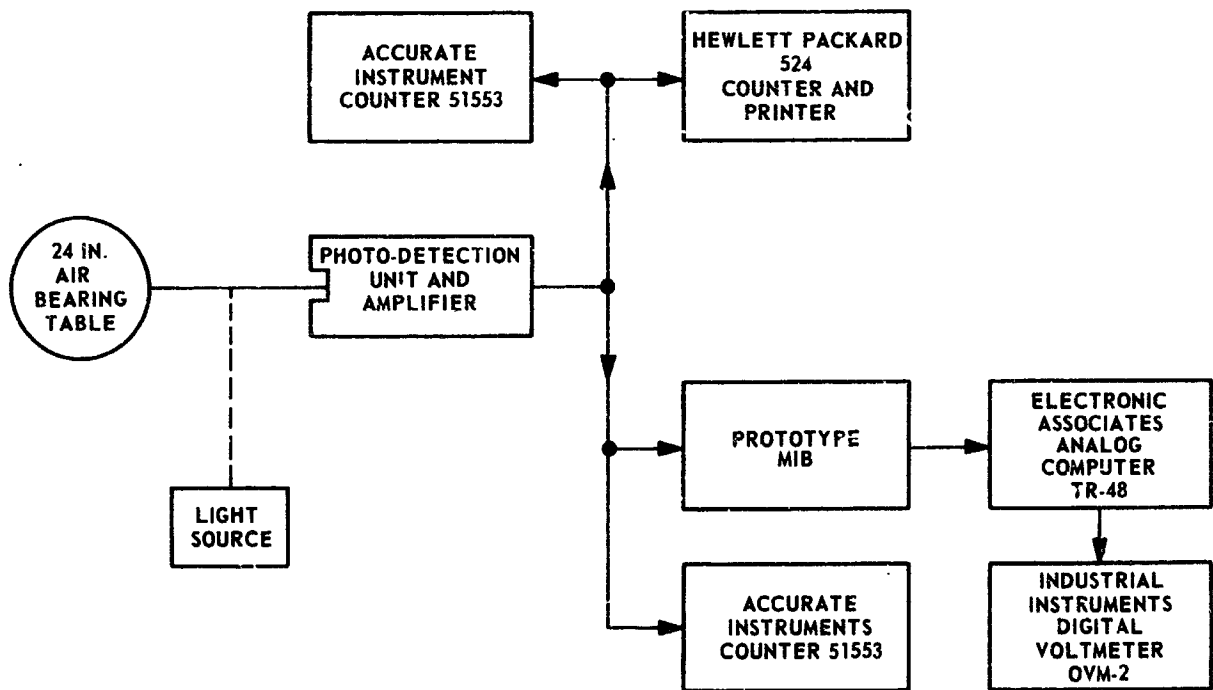 ACCURATE
INSTRUMENT
COUNTER 51553
HEWLETT PACKARD
524
COUNTER AND
PRINTER
24 IN.
AIR
BEARING
TABLE
PHOTO-DETECTION
UNIT AND
AMPLIFIER
LIGHT
SOURCE
PROTOTYPE
MIB
ELECTRONIC
ASSOCIATES
ANALOG
COMPUTER
TR-48
ACCURATE
INSTRUMENTS
COUNTER 51553
INDUSTRIAL
INSTRUMENTS
DIGITAL
VOLTMETER
OVM-2